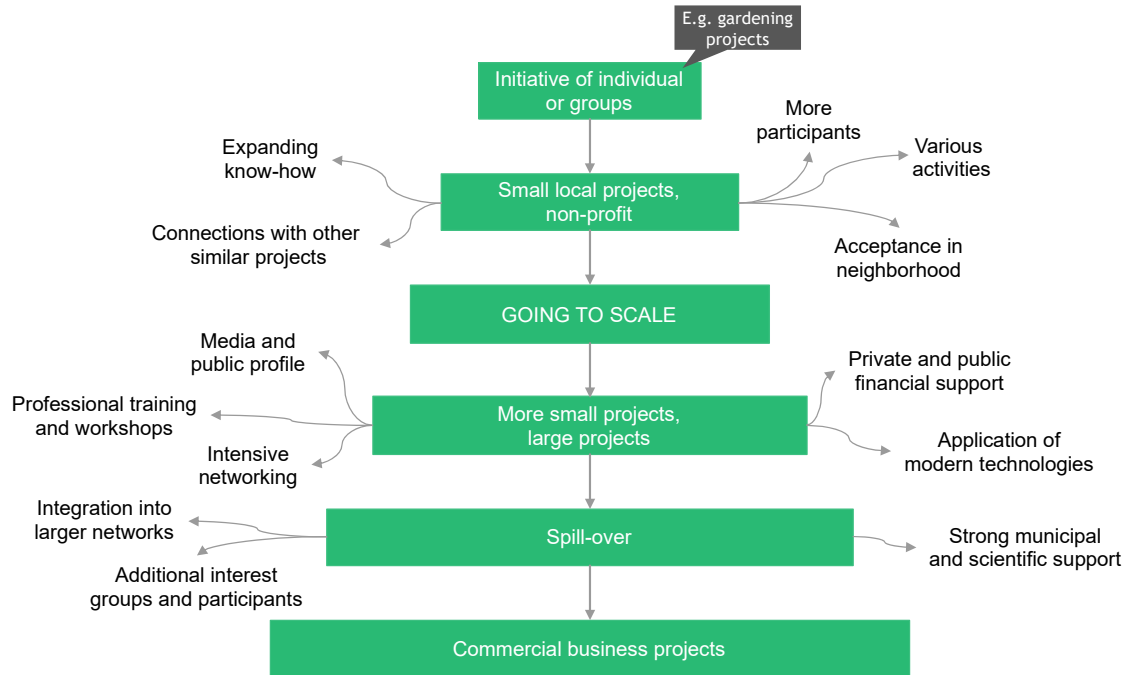 E.g. gardening
projects
Initiative of individual
or groups
More
participants
Expanding
know-how
Various
activities
Small local projects,
non-profit
Connections with other
similar projects
Acceptance in
neighborhood
GOING TO SCALE
Media and
public profile
Private and public
financial support
Professional training
and workshops
More small projects,
large projects
Intensive
networking
Application of
modern technologies
Integration into
larger networks
Spill-over
Strong municipal
and scientific support
Additional interest
groups and participants
Commercial business projects